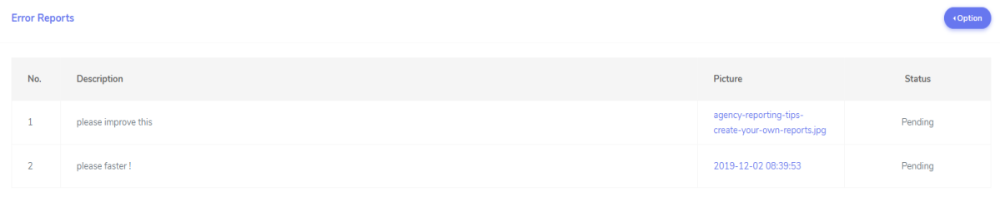 Error Reports
Option
No. Description Picture Status
1 please improve this agency-reporting-tips-
create-your-own-reports.jpg Pending
2 please faster ! 2019-12-02 08:39:53 Pending